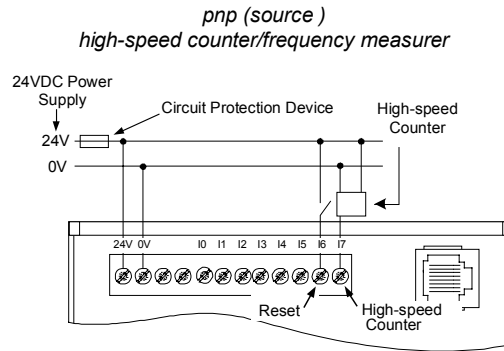 pnp (source )
high-speed counter/frequency measurer
24VDC Power
Supply
Circuit Protection Device
High-speed
Counter
24V
0V
24V 0V I0 I1 I2 I3 I4 I5 I6 I7
Reset
High-speed
Counter